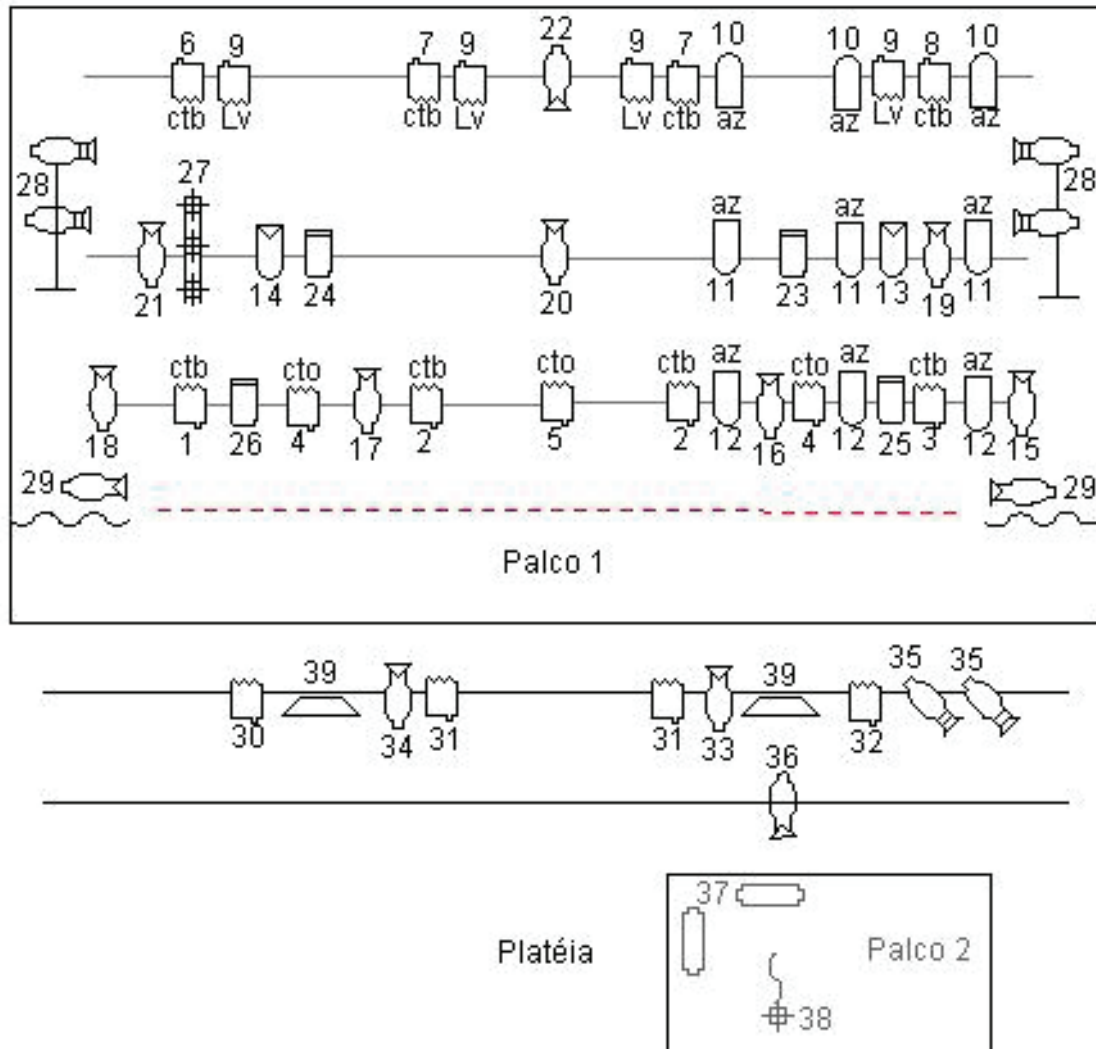 6 9 7 9 22 9 7 10 10 9 8 10
ctb Lv ctb Lv Lv ctb az az Lv ctb az
28 27 28
az az az
21 14 24 20 11 23 11 13 19 11
ctb cto ctb cto ctb az cto az ctb az
18 1 26 4 17 2 5 2 12 16 4 12 25 3 12 15
29 29
Palco 1
39 39 35 35
30 34 31 31 33 32
36
37
Platéia Palco 2
38